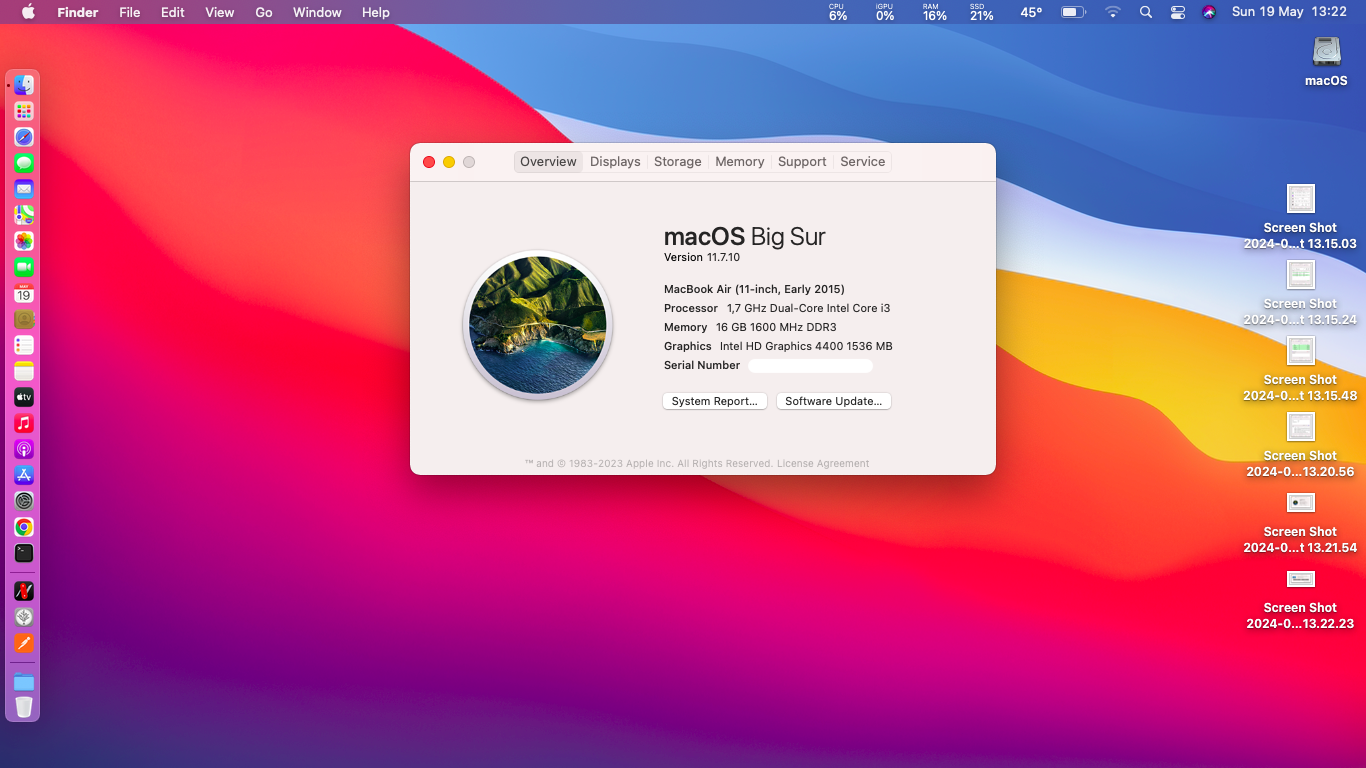 Finder File Edit View Go Window Help CPU 6% iGPU 0% RAM 16% SSD 21% 45° Sun 19 May 13:22
macOS
Overview Displays Storage Memory Support Service
macOS Big Sur
Version 11.7.10
MacBook Air (11-inch, Early 2015)
Processor 1,7 GHz Dual-Core Intel Core i3
Memory 16 GB 1600 MHz DDR3
Graphics Intel HD Graphics 4400 1536 MB
Serial Number
System Report... Software Update...
™ and © 1983-2023 Apple Inc. All Rights Reserved. License Agreement
Screen Shot
2024-0...t 13.15.03
Screen Shot
2024-0...t 13.15.24
Screen Shot
2024-0...t 13.15.48
Screen Shot
2024-0...13.20.56
Screen Shot
2024-0...t 13.21.54
Screen Shot
2024-0...13.22.23
MAY
19
tv